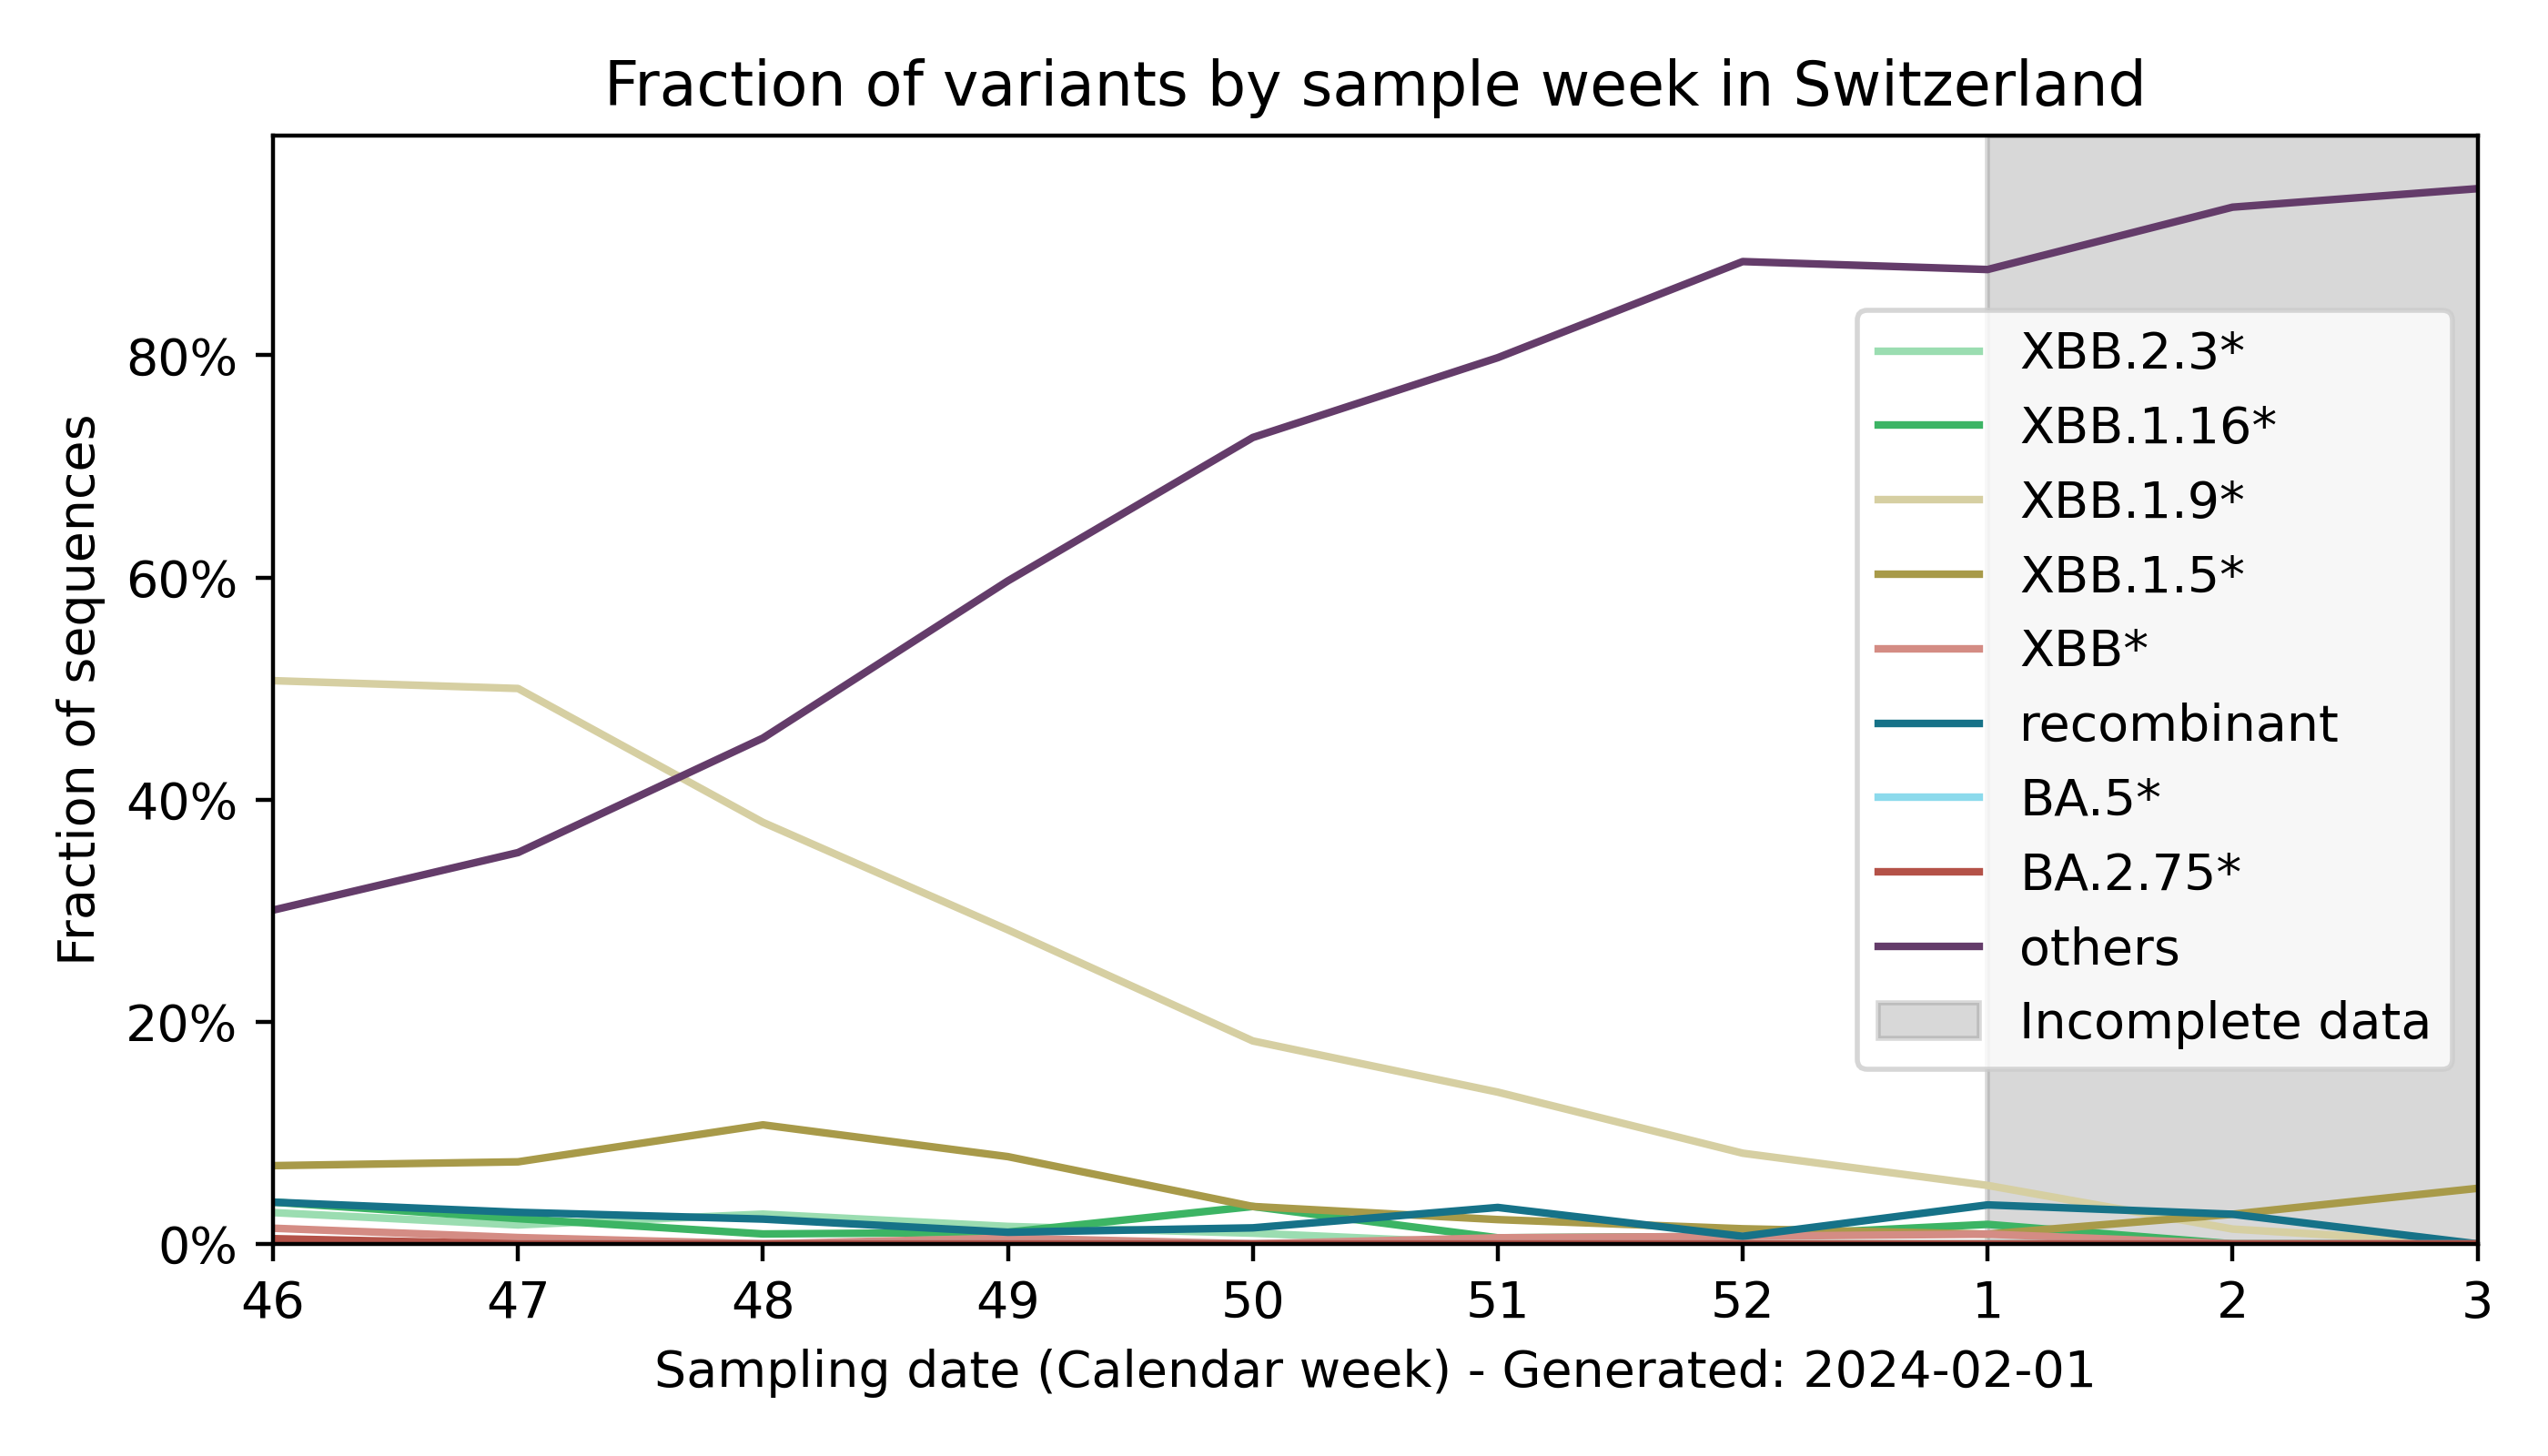 Fraction of variants by sample week in Switzerland
Fraction of sequences
80%
60%
40%
20%
0%
XBB.2.3*
XBB.1.16*
XBB.1.9*
XBB.1.5*
XBB*
recombinant
BA.5*
BA.2.75*
others
Incomplete data
46 47 48 49 50 51 52 1 2 3
Sampling date (Calendar week) - Generated: 2024-02-01